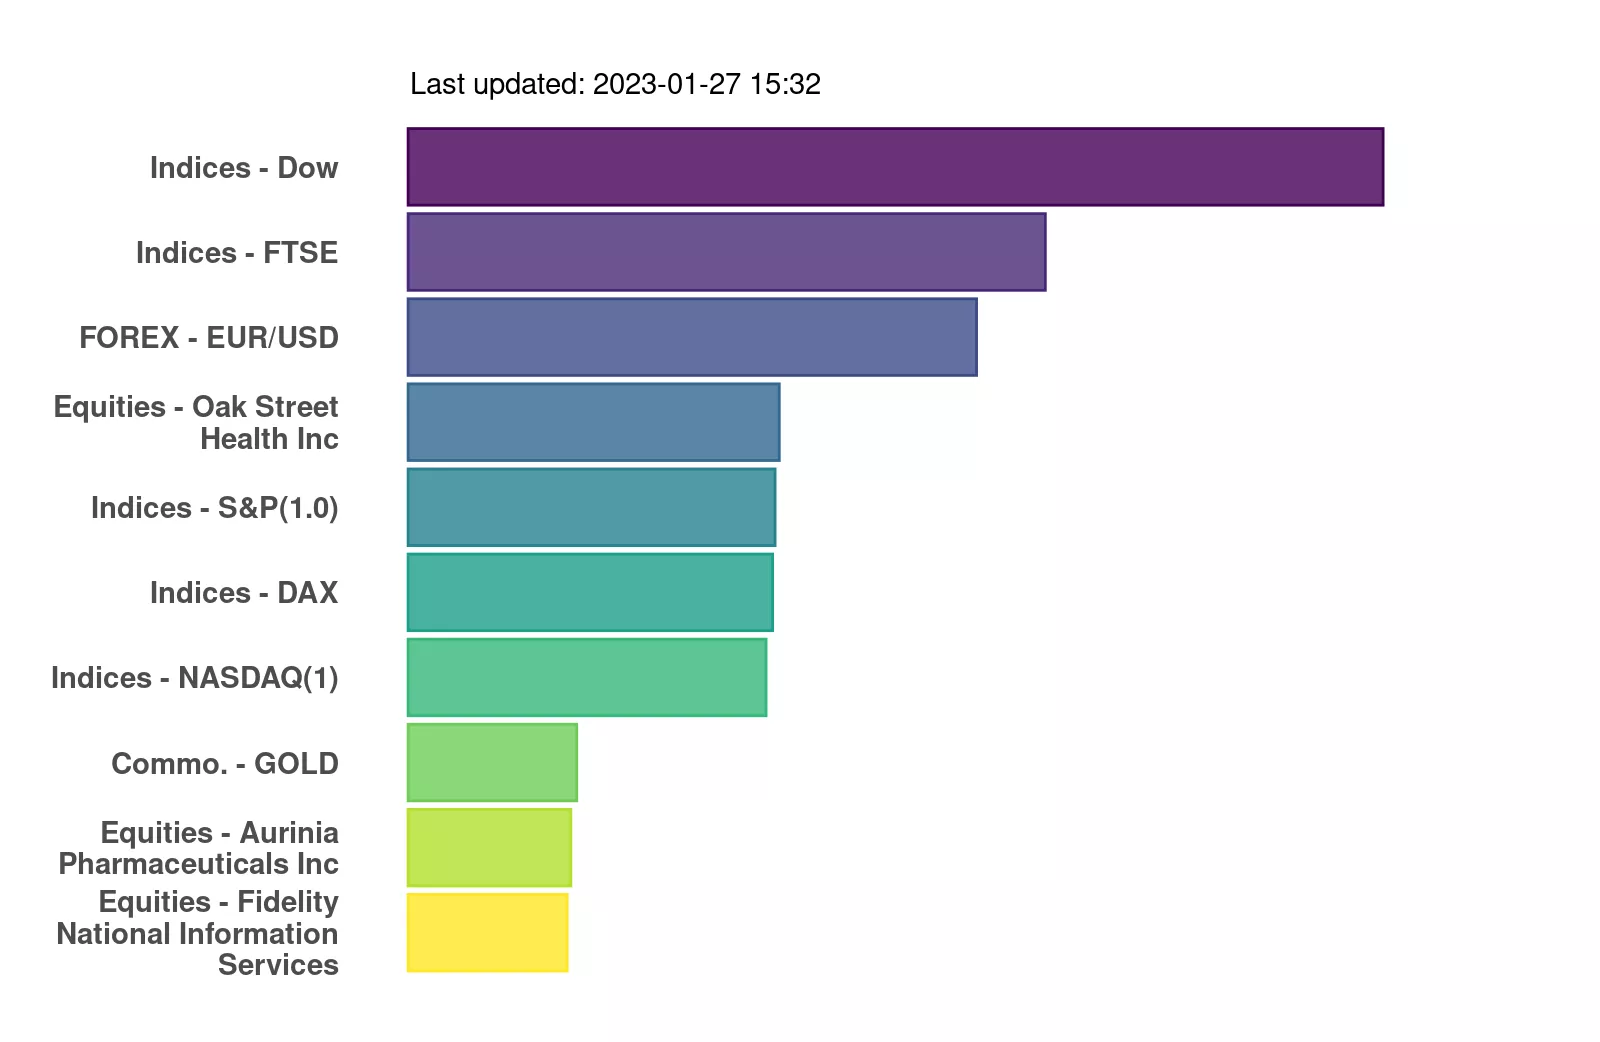 Last updated: 2023-01-27 15:32
Indices - Dow
Indices - FTSE
FOREX - EUR/USD
Equities - Oak Street
Health Inc
Indices - S&P(1.0)
Indices - DAX
Indices - NASDAQ(1)
Commo. - GOLD
Equities - Aurinia
Pharmaceuticals Inc
Equities - Fidelity
National Information
Services